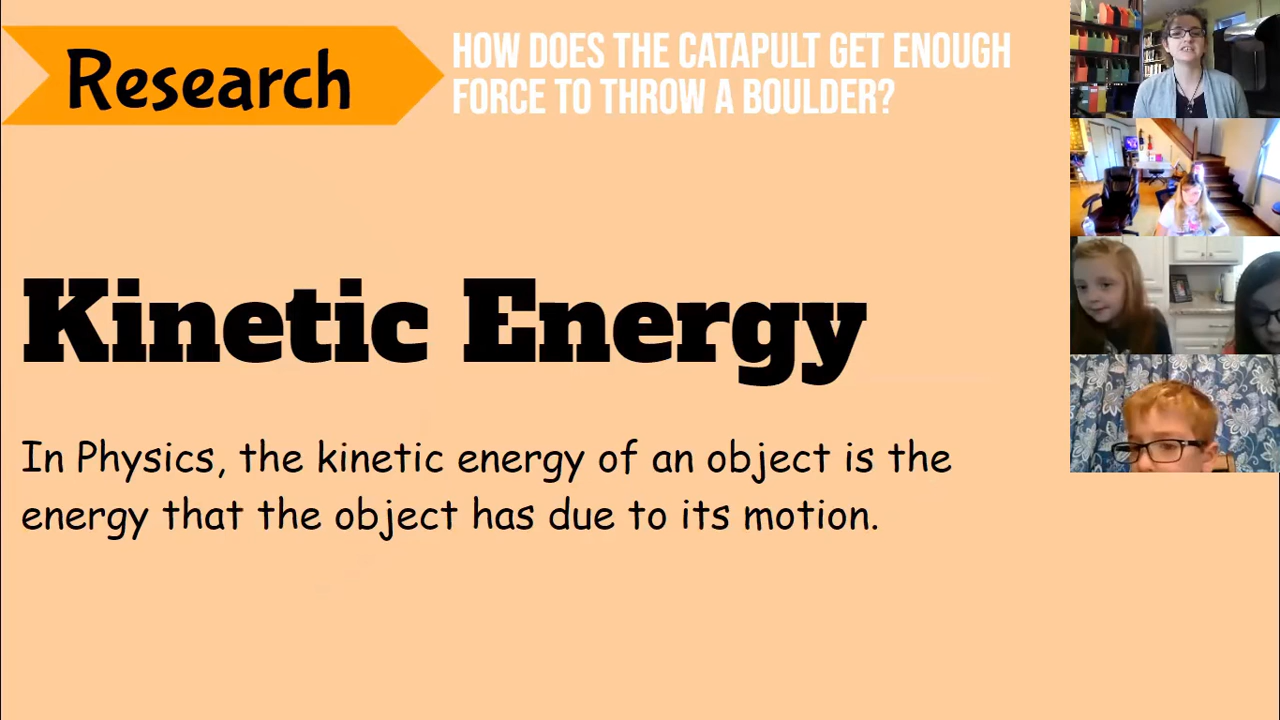 Research
HOW DOES THE CATAPULT GET ENOUGH
FORCE TO THROW A BOULDER?
Kinetic Energy
In Physics, the kinetic energy of an object is the
energy that the object has due to its motion.